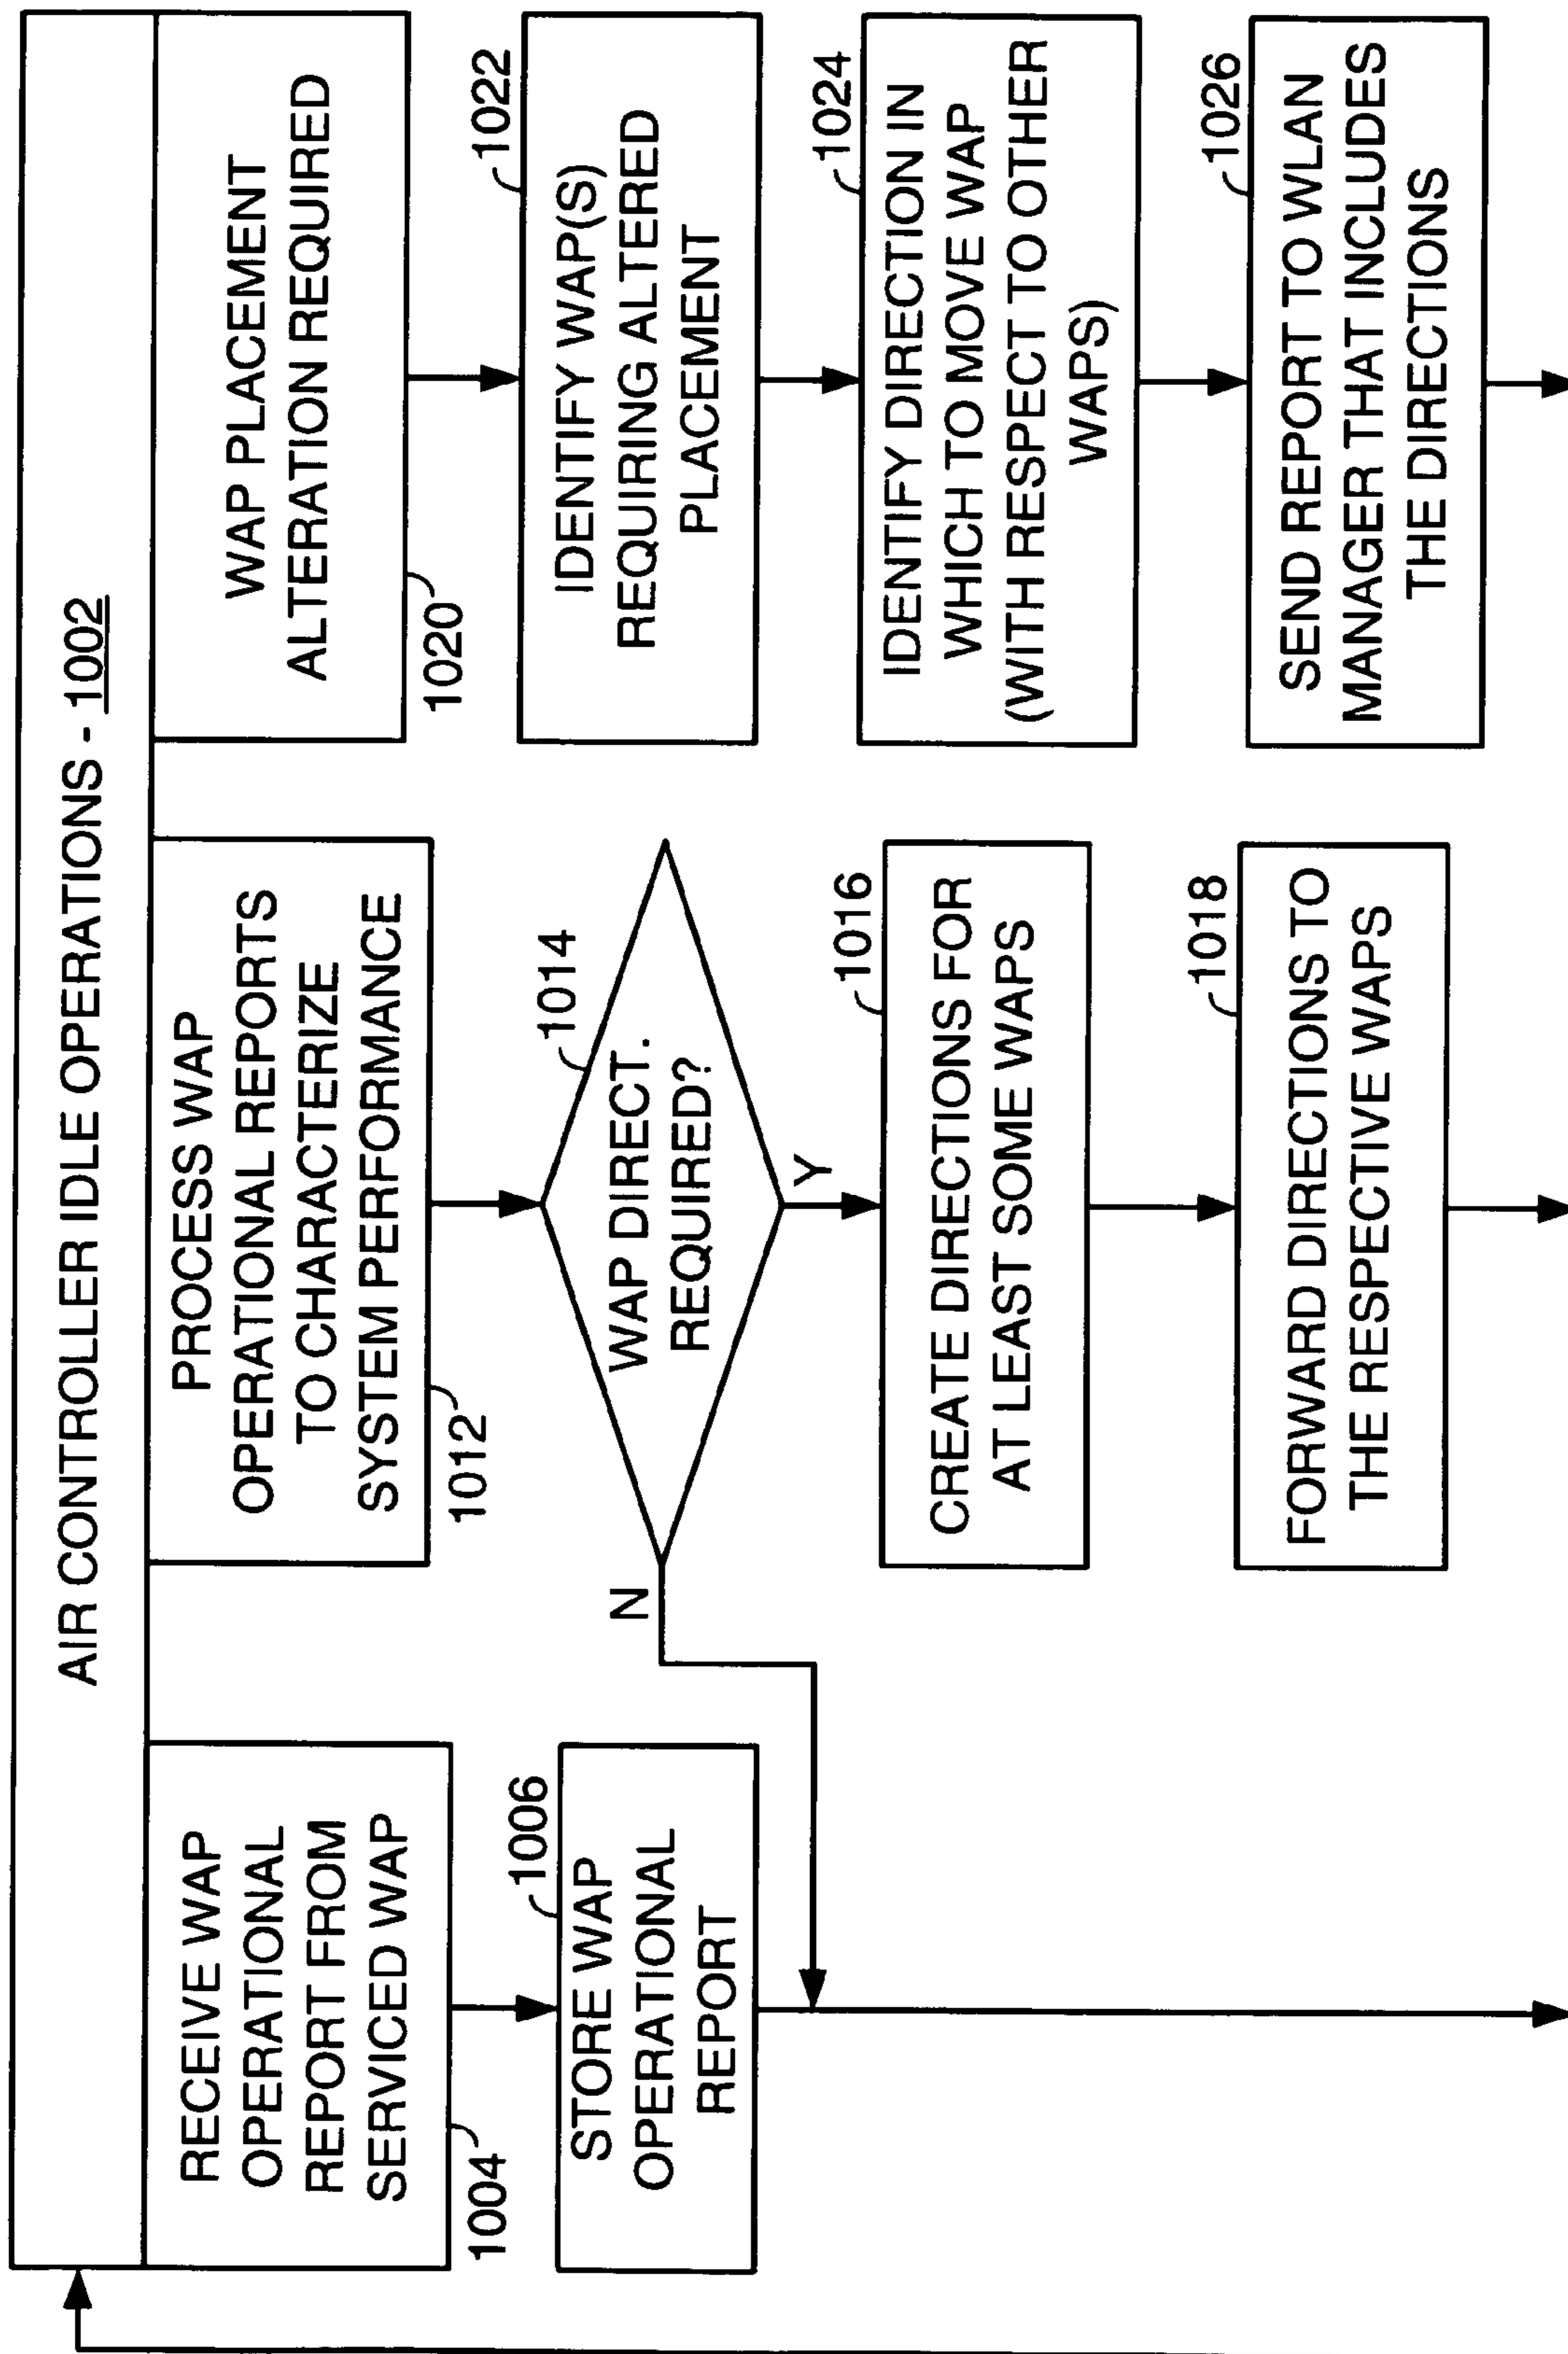 AIR CONTROLLER IDLE OPERATIONS - 1002
RECEIVE WAP
OPERATIONAL
REPORT FROM
SERVICED WAP
1004
1006
STORE WAP
OPERATIONAL
REPORT
PROCESS WAP
OPERATIONAL REPORTS
TO CHARACTERIZE
SYSTEM PERFORMANCE
1012
1014
WAP DIRECT.
REQUIRED?
N
Y
1016
CREATE DIRECTIONS FOR
AT LEAST SOME WAPS
1018
FORWARD DIRECTIONS TO
THE RESPECTIVE WAPS
WAP PLACEMENT
ALTERATION REQUIRED
1020
1022
IDENTIFY WAP(S)
REQUIRING ALTERED
PLACEMENT
1024
IDENTIFY DIRECTION IN
WHICH TO MOVE WAP
(WITH RESPECT TO OTHER
WAPS)
1026
SEND REPORT TO WLAN
MANAGER THAT INCLUDES
THE DIRECTIONS